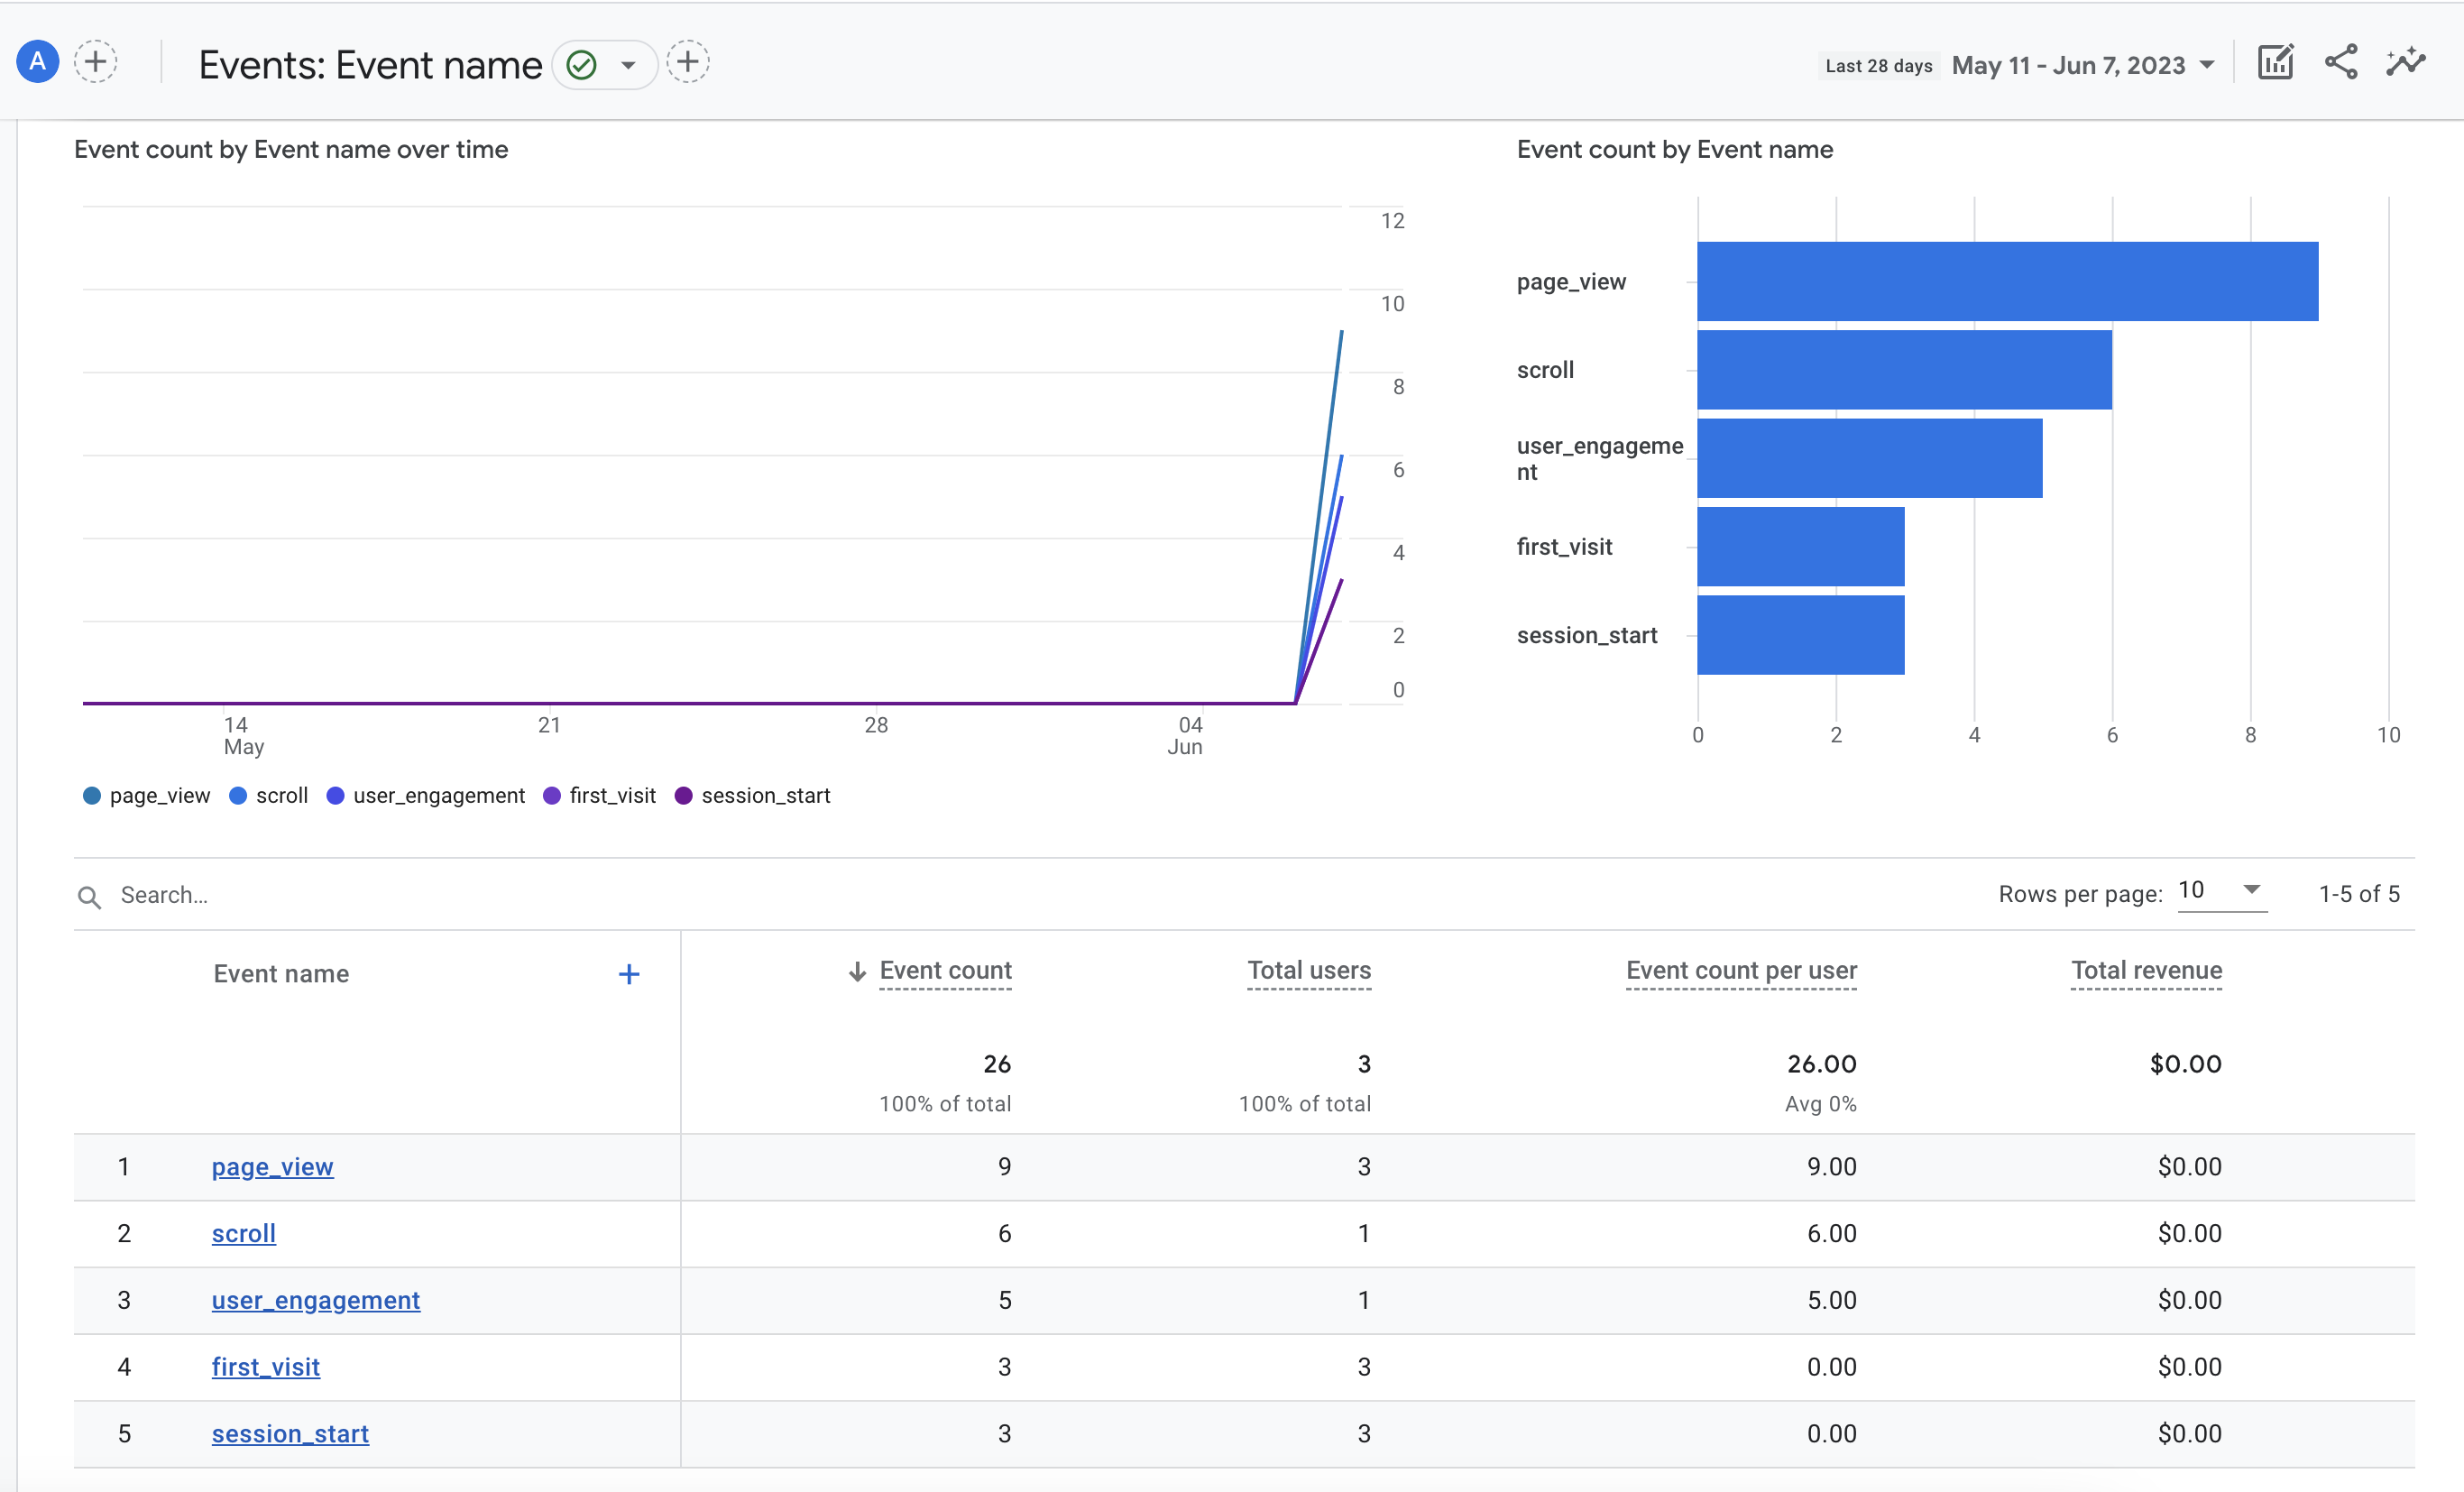 A
Events: Event name
Last 28 days May 11 - Jun 7, 2023
Event count by Event name over time
12
10
8
6
4
2
0
14
May
21
28
04
Jun
page_view scroll user_engagement first_visit session_start
Event count by Event name
page_view
scroll
user_engageme
nt
first_visit
session_start
0 2 4 6 8 10
Search...
Rows per page: 10 1-5 of 5
Event name + Event count Total users Event count per user Total revenue
26 3 26.00 $0.00
100% of total 100% of total Avg 0%
1 page_view 9 3 9.00 $0.00
2 scroll 6 1 6.00 $0.00
3 user_engagement 5 1 5.00 $0.00
4 first_visit 3 3 0.00 $0.00
5 session_start 3 3 0.00 $0.00